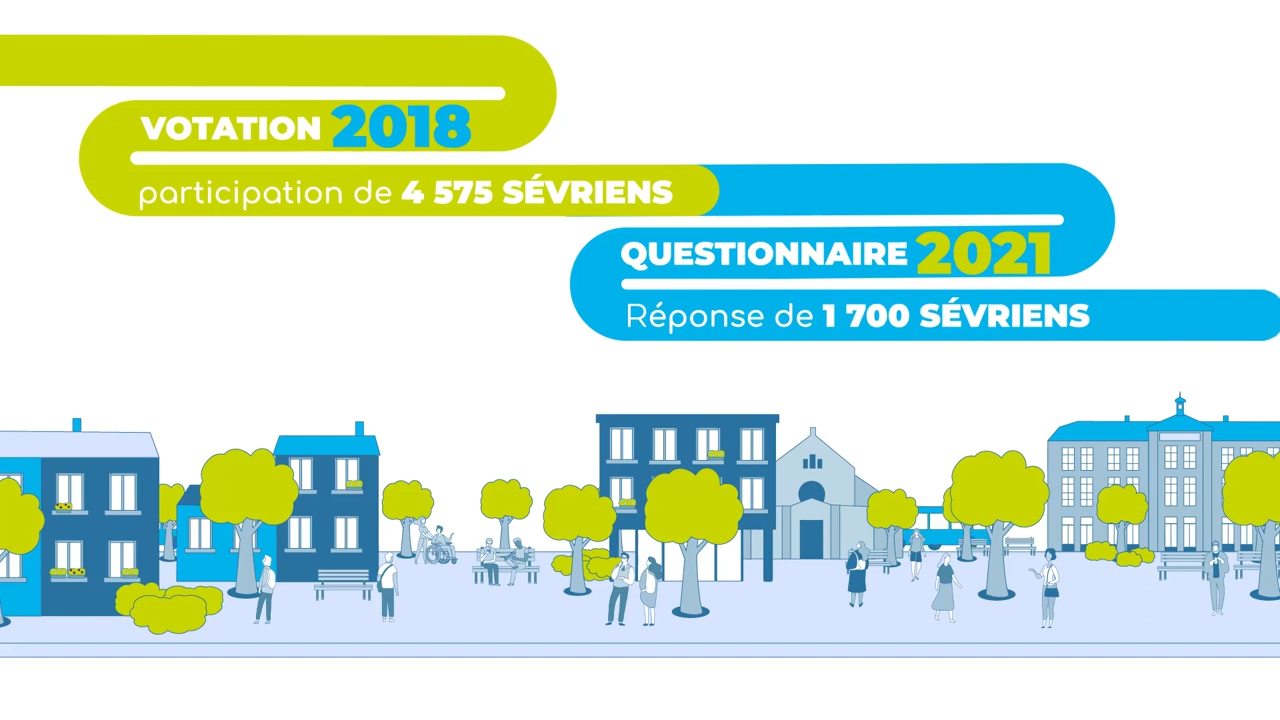 VOTATION 2018
participation de 4 575 SÉVRIENS
QUESTIONNAIRE 2021
Réponse de 1 700 SÉVRIENS